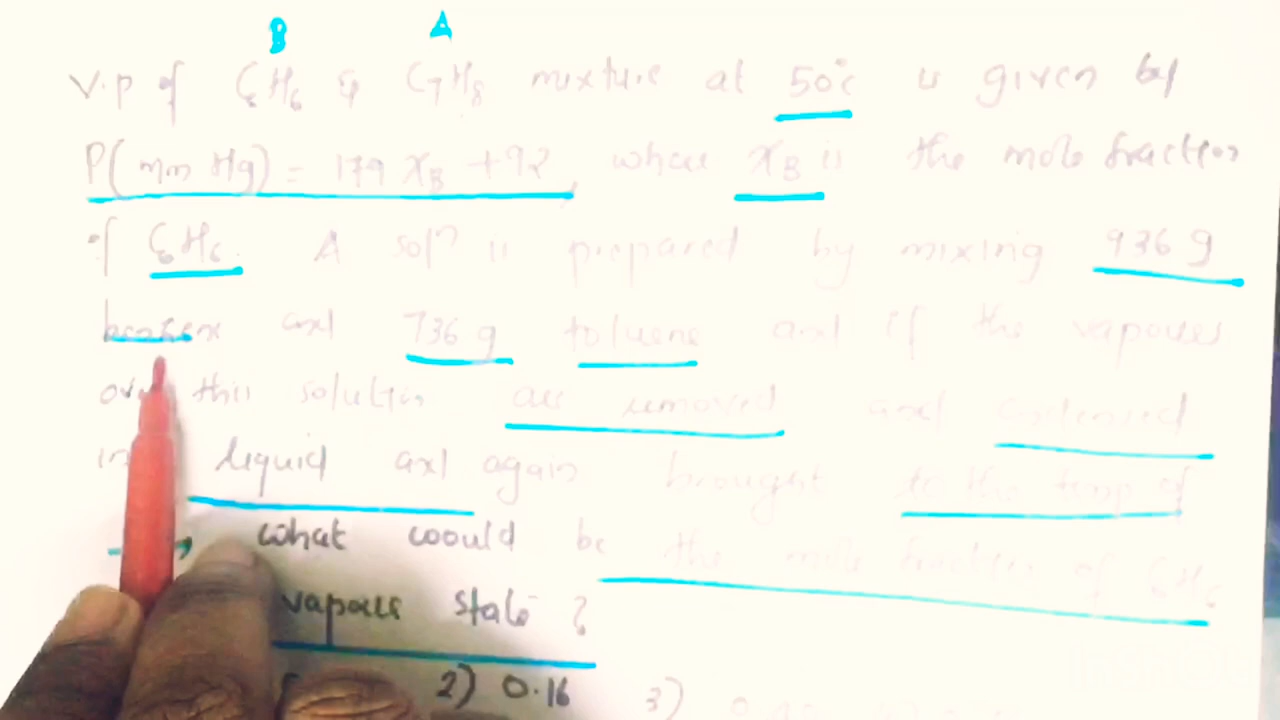 B A
V.P of C6H6 & C7H8 mixture at 50°C is given by
P(mm Hg) = 179 XB + 92, where XB is the mole fraction
of C6H6. A sol^n is prepared by mixing 936 g
benzene and 736 g toluene and if the vapours
over this solution are removed and condensed
liquid and again brought to the temp of
what would be the mole fraction of C6H6
vapour state?
2) 0.16 3)